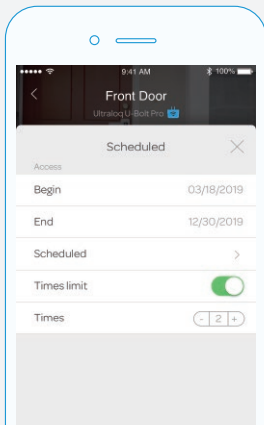 9:41 AM 100%
Front Door
Ultraloq U-Bolt Pro
Scheduled
Access
Begin 03/18/2019
End 12/30/2019
Scheduled
Times limit
Times - 2 +